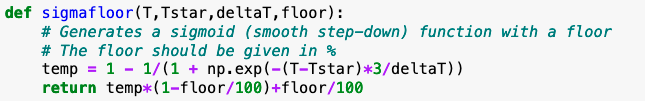 def sigmafloor(T,Tstar,deltaT,floor):
    # Generates a sigmoid (smooth step-down) function with a floor
    # The floor should be given in %
    temp = 1 - 1/(1 + np.exp(-(T-Tstar)*3/deltaT))
    return temp*(1-floor/100)+floor/100